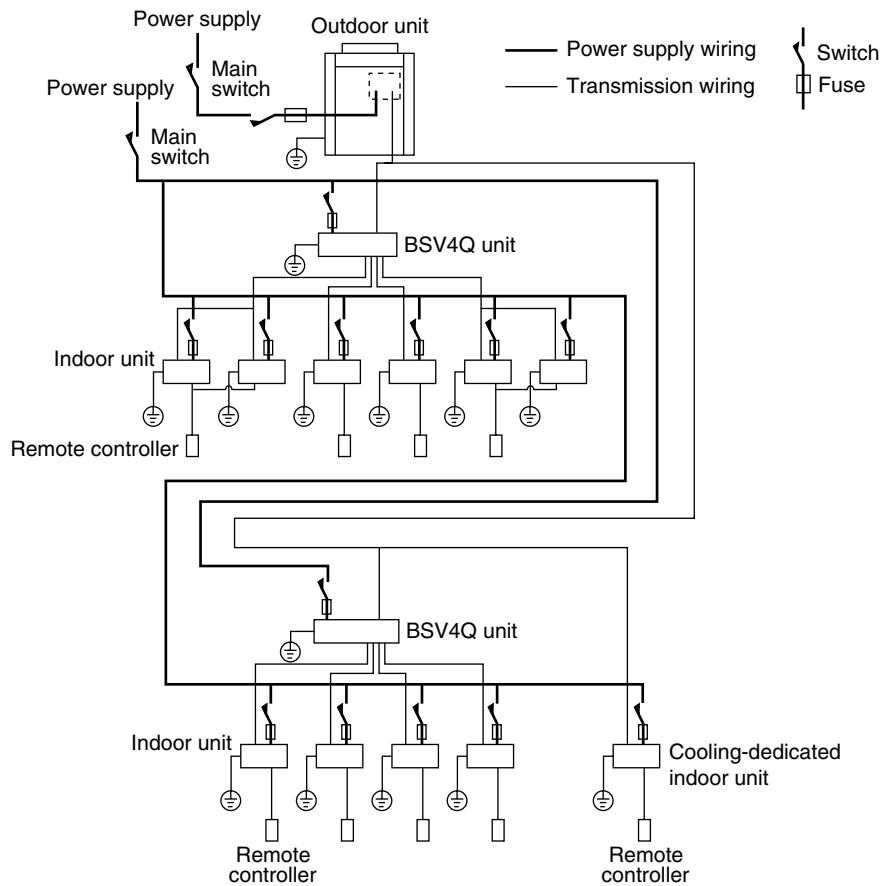 Power supply
Outdoor unit
Power supply wiring
Switch
Main
switch
Transmission wiring
Fuse
Power supply
Main
switch
BSV4Q unit
Indoor unit
Remote controller
BSV4Q unit
Indoor unit
Cooling-dedicated
indoor unit
Remote
controller
Remote
controller